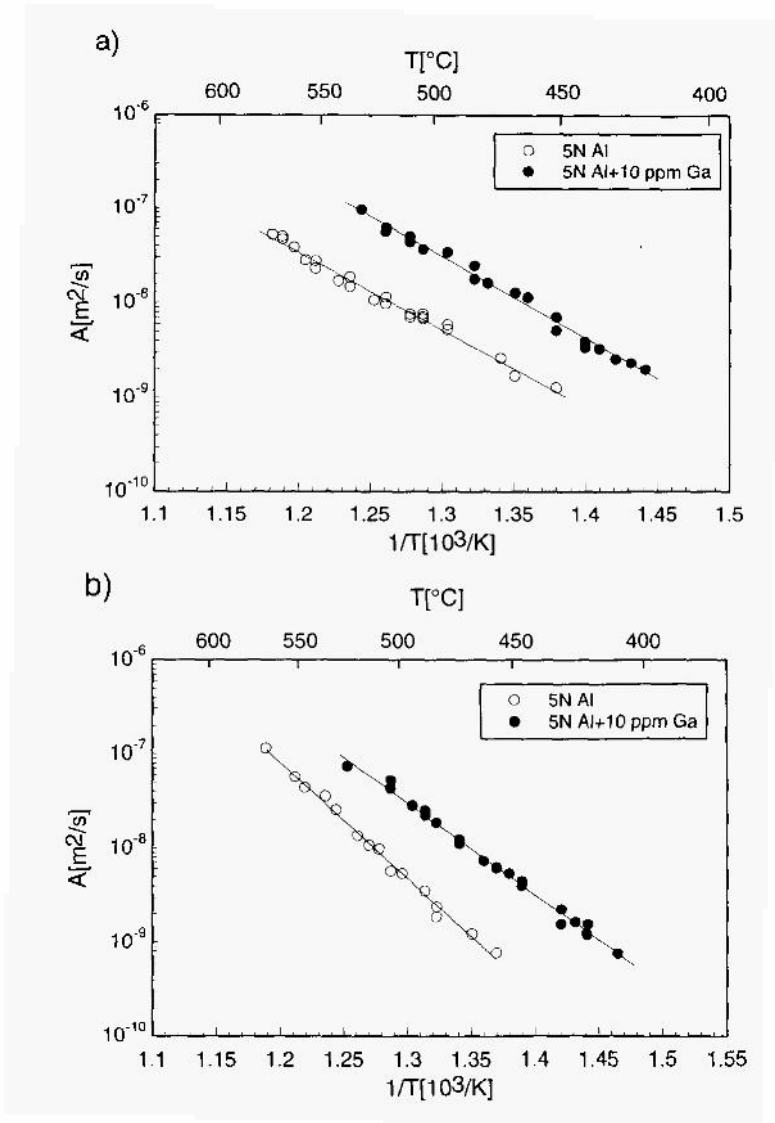 a)
T[°C]
600 550 500 450 400
10-6
10-7
10-8
10-9
10-10
A[m2/s]
5N Al
5N Al+10 ppm Ga
1.1 1.15 1.2 1.25 1.3 1.35 1.4 1.45 1.5
1/T[103/K]
b)
T[°C]
600 550 500 450 400
10-6
10-7
10-8
10-9
10-10
A[m2/s]
5N Al
5N Al+10 ppm Ga
1.1 1.15 1.2 1.25 1.3 1.35 1.4 1.45 1.5 1.55
1/T[103/K]